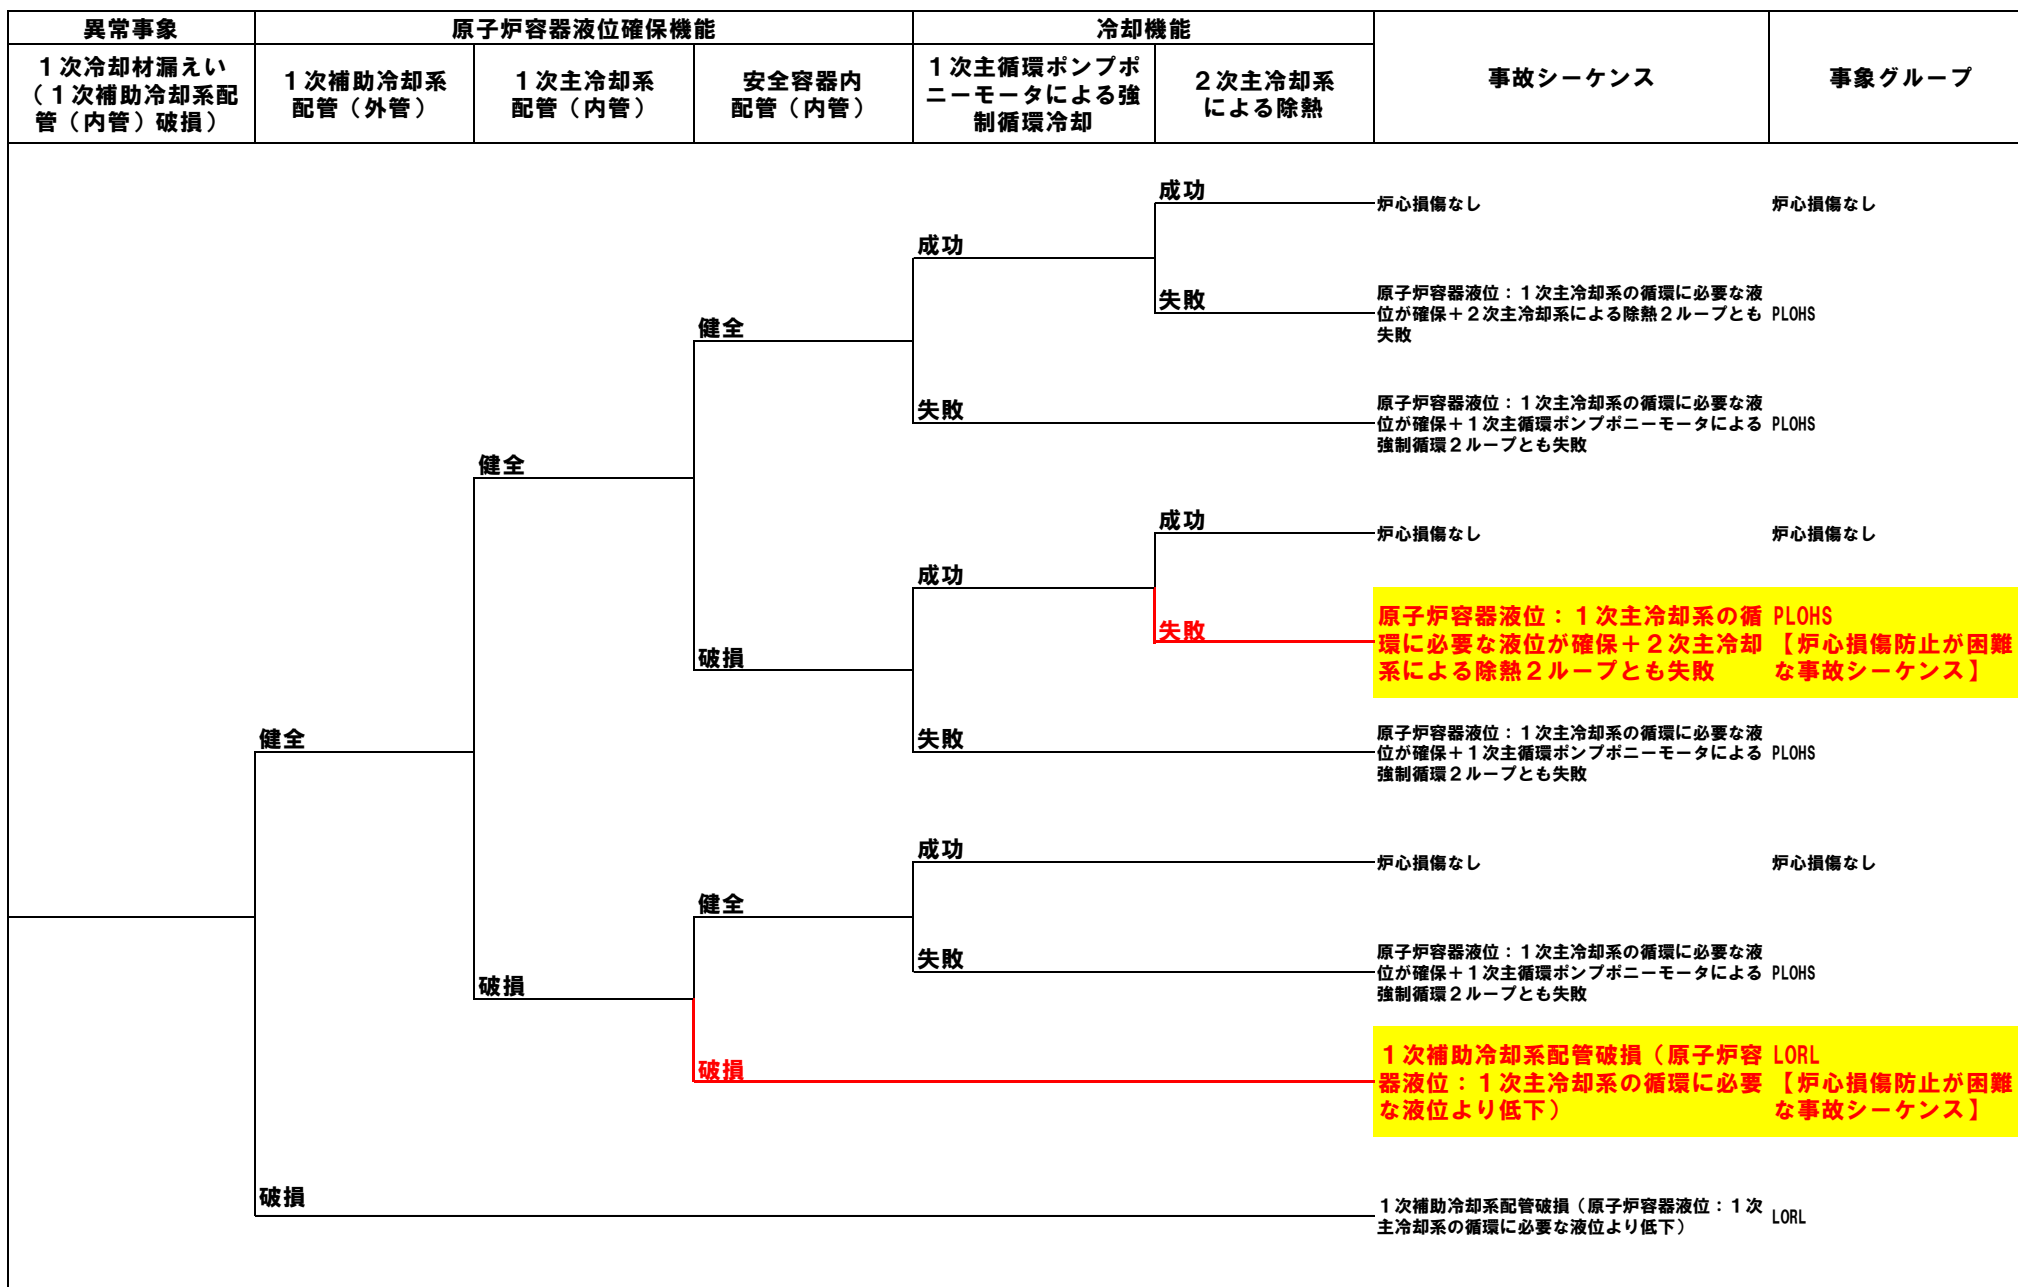 異常事象
原子炉容器液位確保機能
冷却機能
事故シーケンス
事象グループ
１次冷却材漏えい
（１次補助冷却系配
管（内管）破損）
１次補助冷却系
配管（外管）
１次主冷却系
配管（内管）
安全容器内
配管（内管）
１次主循環ポンプポ
ニーモータによる強
制循環冷却
２次主冷却系
による除熱
成功
炉心損傷なし
炉心損傷なし
成功
失敗
原子炉容器液位：１次主冷却系の循環に必要な液
位が確保＋２次主冷却系による除熱２ループとも
失敗
PLOHS
健全
失敗
原子炉容器液位：１次主冷却系の循環に必要な液
位が確保＋１次主循環ポンプポニーモータによる
強制循環２ループとも失敗
PLOHS
健全
成功
炉心損傷なし
炉心損傷なし
成功
失敗
原子炉容器液位：１次主冷却系の循
環に必要な液位が確保＋２次主冷却
系による除熱２ループとも失敗
PLOHS
【炉心損傷防止が困難
な事故シーケンス】
破損
健全
失敗
原子炉容器液位：１次主冷却系の循環に必要な液
位が確保＋１次主循環ポンプポニーモータによる
強制循環２ループとも失敗
PLOHS
成功
炉心損傷なし
炉心損傷なし
健全
失敗
原子炉容器液位：１次主冷却系の循環に必要な液
位が確保＋１次主循環ポンプポニーモータによる
強制循環２ループとも失敗
PLOHS
破損
破損
１次補助冷却系配管破損（原子炉容
器液位：１次主冷却系の循環に必要
な液位より低下）
LORL
【炉心損傷防止が困難
な事故シーケンス】
破損
１次補助冷却系配管破損（原子炉容器液位：１次
主冷却系の循環に必要な液位より低下）
LORL